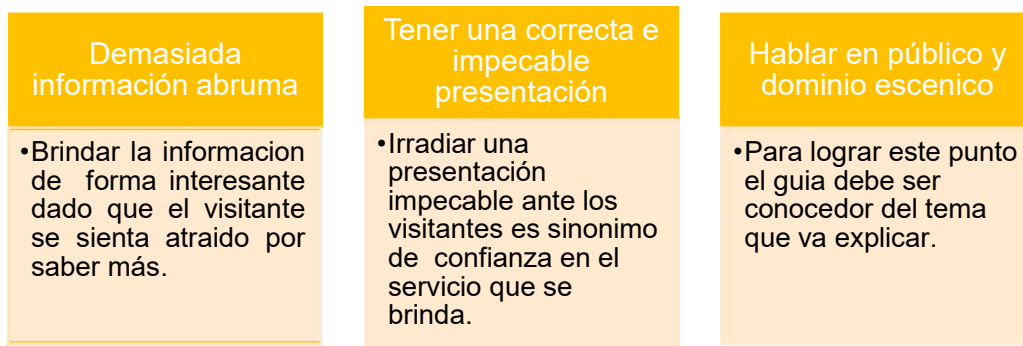 Demasiada
información abruma
•Brindar la informacion
de forma interesante
dado que el visitante
se sienta atraido por
saber más.
Tener una correcta e
impecable
presentación
•Irradiar una
presentación
impecable ante los
visitantes es sinonimo
de confianza en el
servicio que se
brinda.
Hablar en público y
dominio escenico
•Para lograr este punto
el guia debe ser
conocedor del tema
que va explicar.